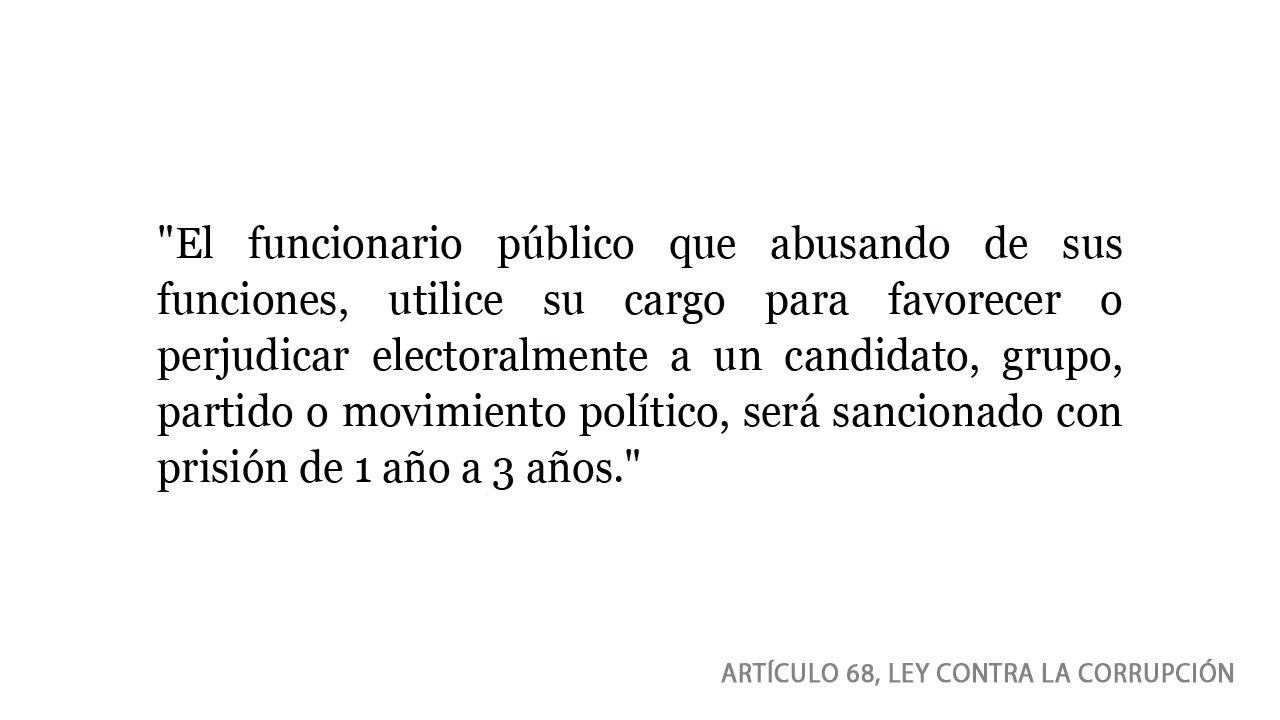 "El funcionario público que abusando de sus
funciones, utilice su cargo para favorecer o
perjudicar electoralmente a un candidato, grupo,
partido o movimiento político, será sancionado con
prisión de 1 año a 3 años."
ARTÍCULO 68, LEY CONTRA LA CORRUPCIÓN